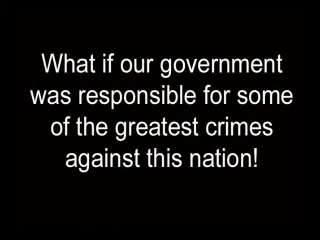 What if our government
was responsible for some
of the greatest crimes
against this nation!